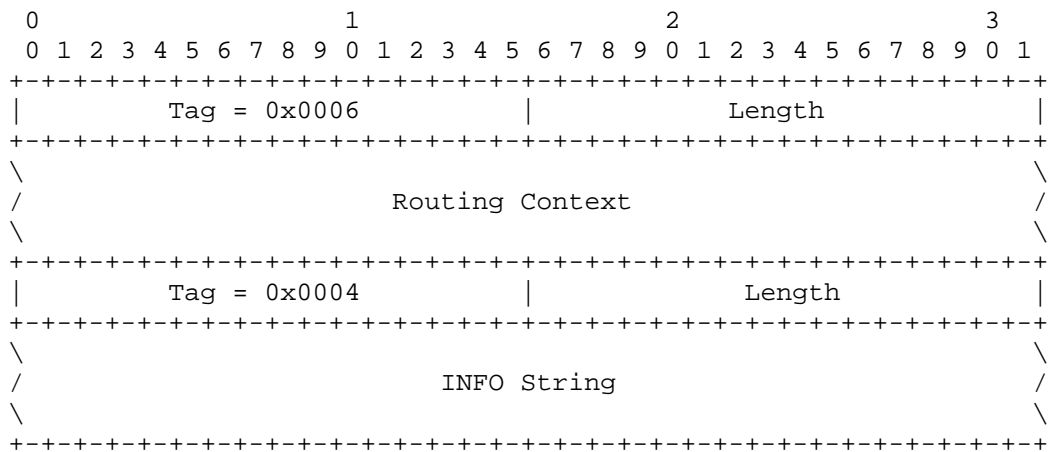 0                   1                   2                   3
 0 1 2 3 4 5 6 7 8 9 0 1 2 3 4 5 6 7 8 9 0 1 2 3 4 5 6 7 8 9 0 1
+-+-+-+-+-+-+-+-+-+-+-+-+-+-+-+-+-+-+-+-+-+-+-+-+-+-+-+-+-+-+-+-+
|         Tag = 0x0006          |            Length             |
+-+-+-+-+-+-+-+-+-+-+-+-+-+-+-+-+-+-+-+-+-+-+-+-+-+-+-+-+-+-+-+-+
\                                                               \
/                       Routing Context                         /
\                                                               \
+-+-+-+-+-+-+-+-+-+-+-+-+-+-+-+-+-+-+-+-+-+-+-+-+-+-+-+-+-+-+-+-+
|         Tag = 0x0004          |             Length            |
+-+-+-+-+-+-+-+-+-+-+-+-+-+-+-+-+-+-+-+-+-+-+-+-+-+-+-+-+-+-+-+-+
\                                                               \
/                          INFO String                          /
\                                                               \
+-+-+-+-+-+-+-+-+-+-+-+-+-+-+-+-+-+-+-+-+-+-+-+-+-+-+-+-+-+-+-+-+